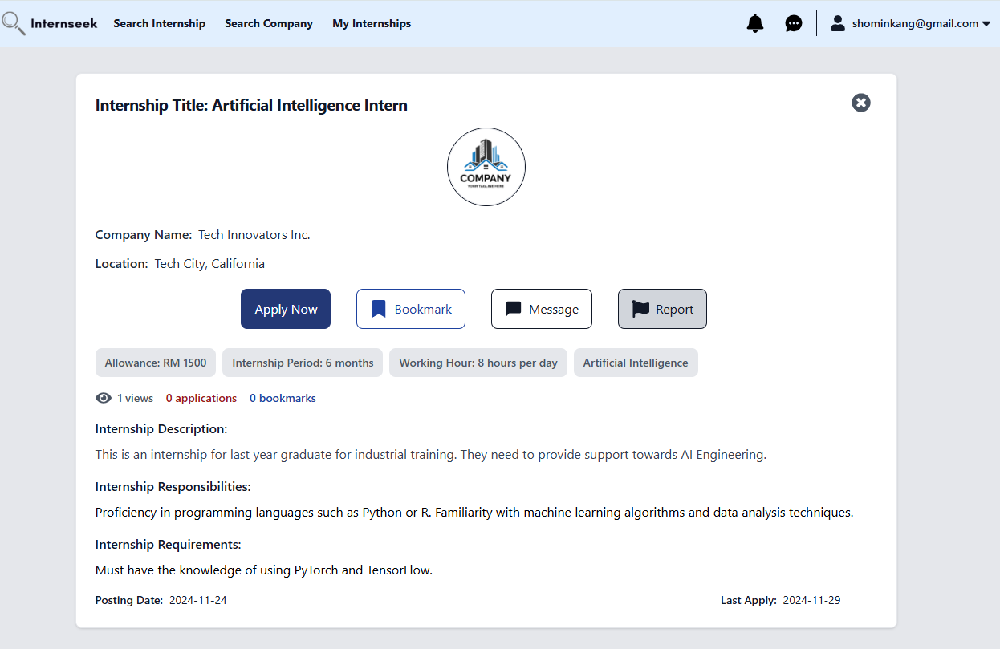 Internseek Search Internship Search Company My Internships shominkang@gmail.com
Internship Title: Artificial Intelligence Intern
COMPANY
YOUR TAGLINE HERE
Company Name: Tech Innovators Inc.
Location: Tech City, California
Apply Now Bookmark Message Report
Allowance: RM 1500 Internship Period: 6 months Working Hour: 8 hours per day Artificial Intelligence
1 views 0 applications 0 bookmarks
Internship Description:
This is an internship for last year graduate for industrial training. They need to provide support towards AI Engineering.
Internship Responsibilities:
Proficiency in programming languages such as Python or R. Familiarity with machine learning algorithms and data analysis techniques.
Internship Requirements:
Must have the knowledge of using PyTorch and TensorFlow.
Posting Date: 2024-11-24 Last Apply: 2024-11-29